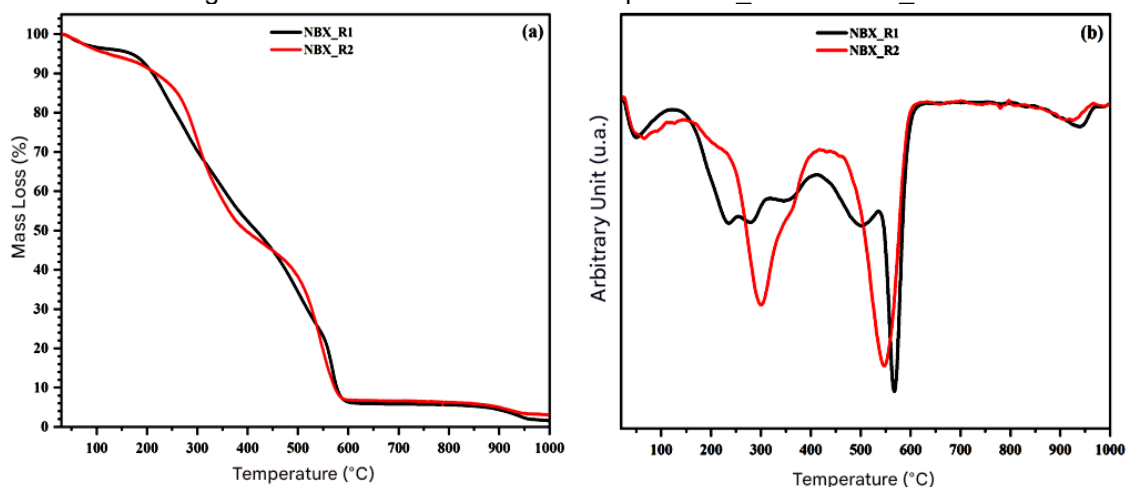 (a)
NBX_R1
NBX_R2
100
90
80
70
60
50
40
30
20
10
0
Mass Loss (%)
100 200 300 400 500 600 700 800 900 1000
Temperature (°C)
(b)
NBX_R1
NBX_R2
Arbitrary Unit (u.a.)
100 200 300 400 500 600 700 800 900 1000
Temperature (°C)